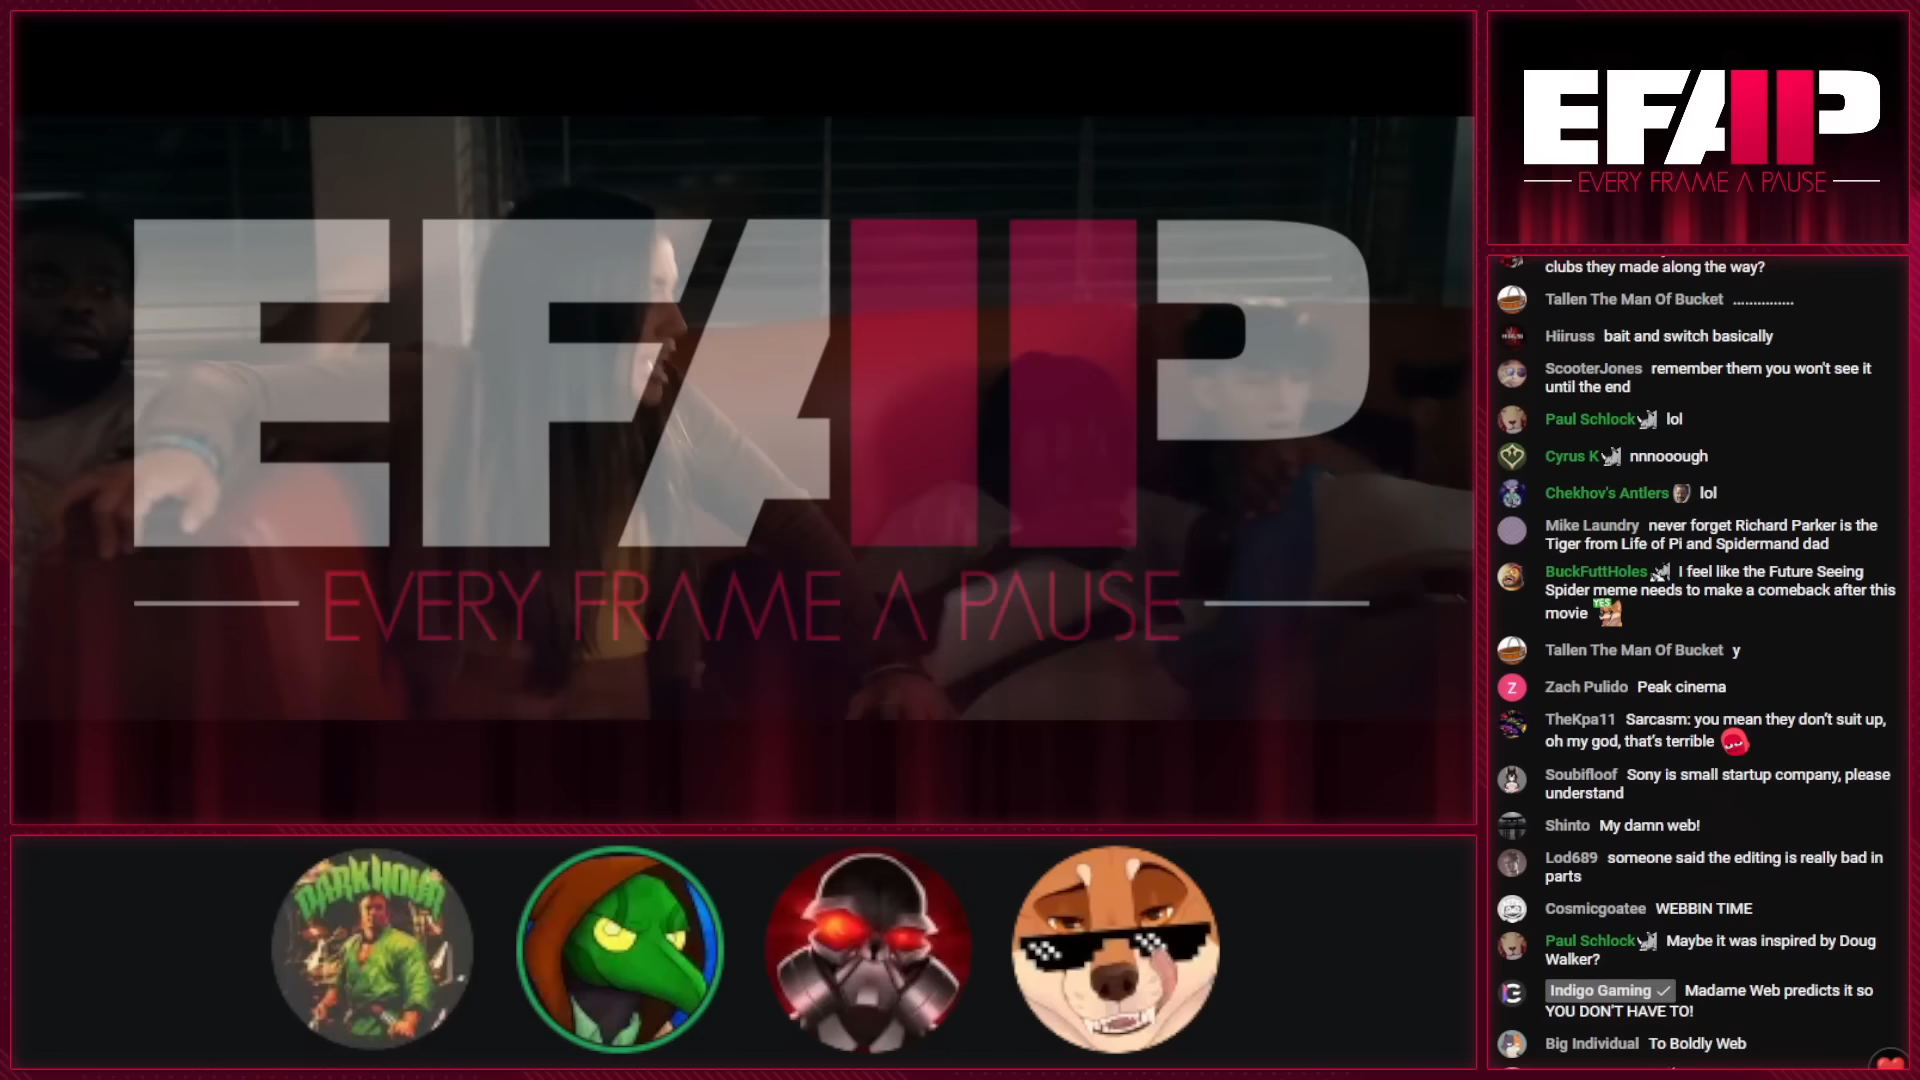 EFAP
EVERY FRAME A PAUSE
EFAP
EVERY FRAME A PAUSE
clubs they made along the way?
Tallen The Man Of Bucket ...............
Hiiruss bait and switch basically
ScooterJones remember them you won't see it
until the end
Paul Schlock lol
Cyrus K nnnooough
Chekhov's Antlers lol
Mike Laundry never forget Richard Parker is the
Tiger from Life of Pi and Spidermand dad
BuckFuttHoles I feel like the Future Seeing
Spider meme needs to make a comeback after this
movie YES
Tallen The Man Of Bucket y
Z
Zach Pulido Peak cinema
TheKpa11 Sarcasm: you mean they don't suit up,
oh my god, that's terrible
Soubifloof Sony is small startup company, please
understand
Shinto My damn web!
Lod689 someone said the editing is really bad in
parts
Cosmicgoatee WEBBIN TIME
Paul Schlock Maybe it was inspired by Doug
Walker?
Indigo Gaming Madame Web predicts it so
YOU DON'T HAVE TO!
Big Individual To Boldly Web
DARK HOUR